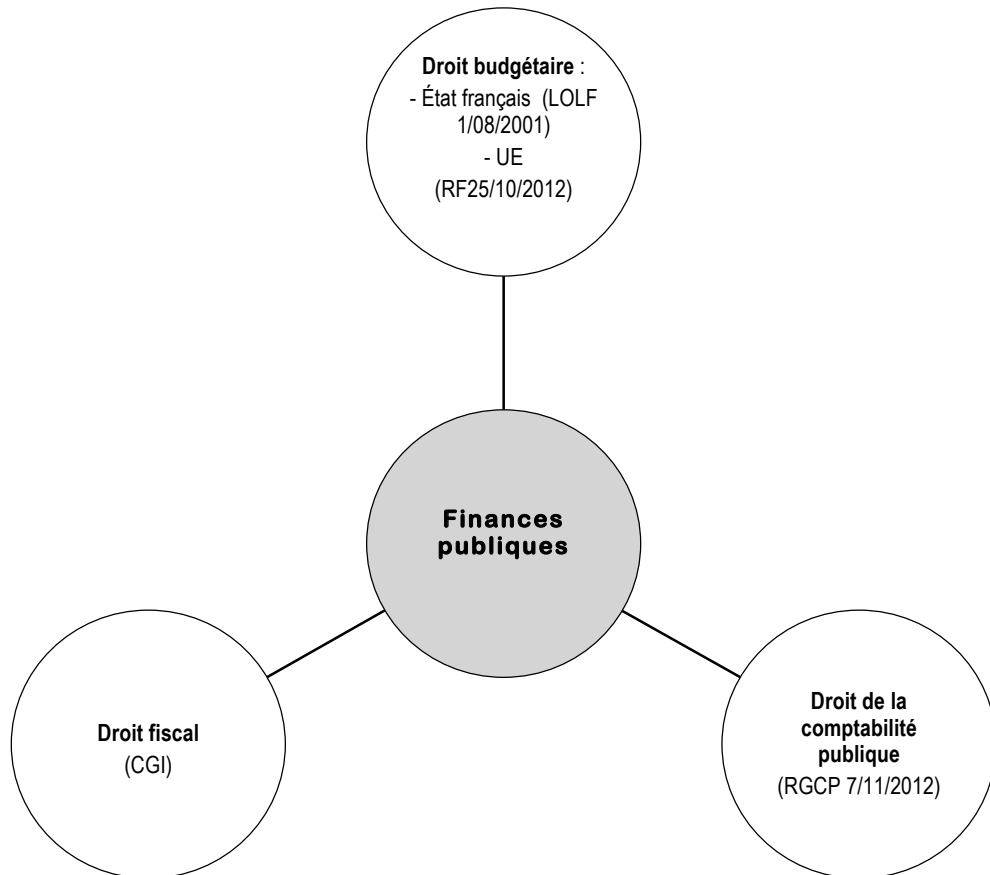 Droit budgétaire :
- État français (LOLF
1/08/2001)
- UE
(RF25/10/2012)
Finances
publiques
Droit fiscal
(CGI)
Droit de la
comptabilité
publique
(RGCP 7/11/2012)